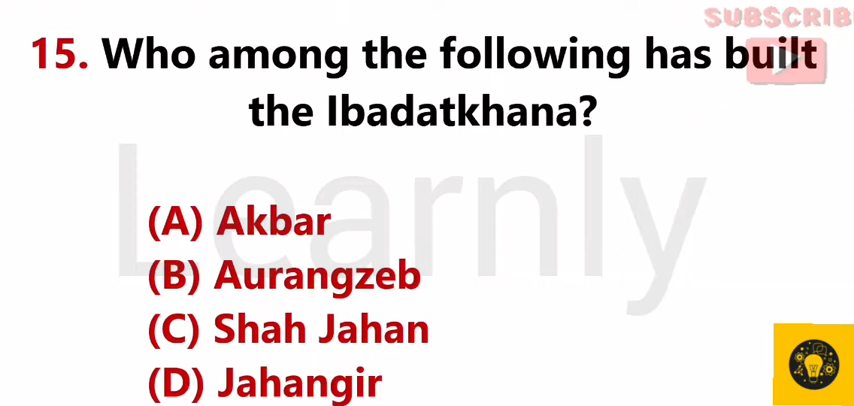 SUBSCRIB
15. Who among the following has built
the Ibadatkhana?
Learnly
(A) Akbar
(B) Aurangzeb
(C) Shah Jahan
(D) Jahangir